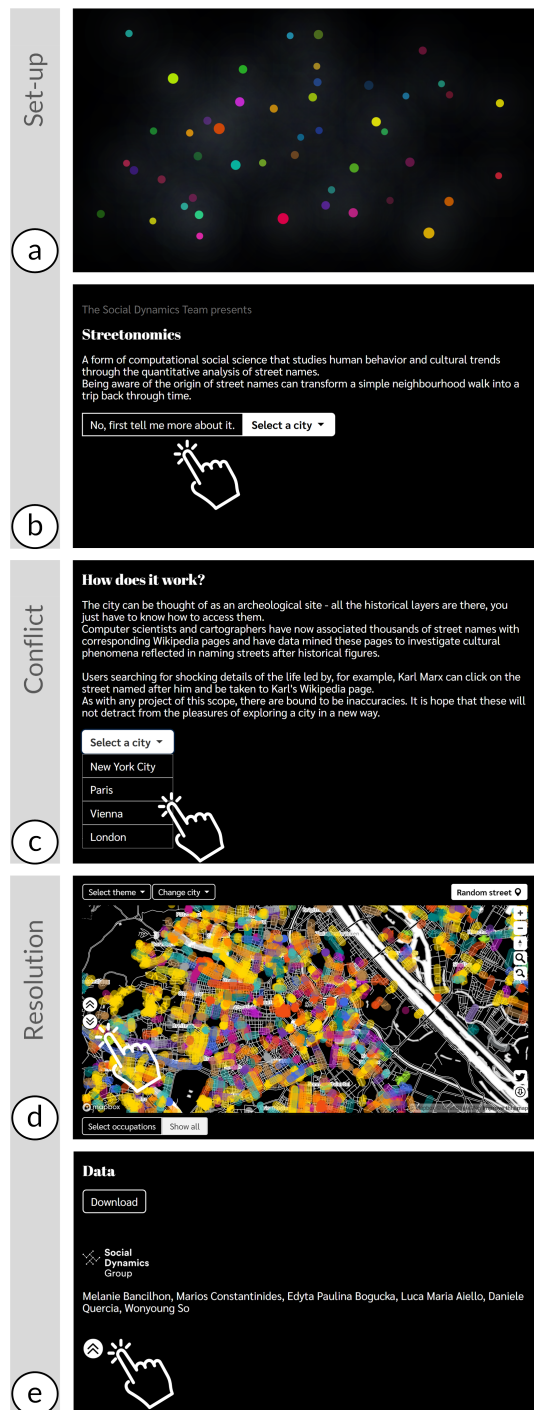 Set-up
a
The Social Dynamics Team presents
Streetonomics
A form of computational social science that studies human behavior and cultural trends
through the quantitative analysis of street names.
Being aware of the origin of street names can transform a simple neighbourhood walk into a
trip back through time.
No, first tell me more about it.
Select a city
b
Conflict
How does it work?
The city can be thought of as an archeological site - all the historical layers are there, you
just have to know how to access them.
Computer scientists and cartographers have now associated thousands of street names with
corresponding Wikipedia pages and have data mined these pages to investigate cultural
phenomena reflected in naming streets after historical figures.
Users searching for shocking details of the life led by, for example, Karl Marx can click on the
street named after him and be taken to Karl's Wikipedia page.
As with any project of this scope, there are bound to be inaccuracies. It is hope that these will
not detract from the pleasures of exploring a city in a new way.
Select a city
New York City
Paris
Vienna
London
c
Resolution
Select theme
Change city
Random street
mapbox
Select occupations
Show all
d
Data
Download
Social
Dynamics
Group
Melanie Bancilhon, Marios Constantinides, Edyta Paulina Bogucka, Luca Maria Aiello, Daniele
Quercia, Wonyoung So
e